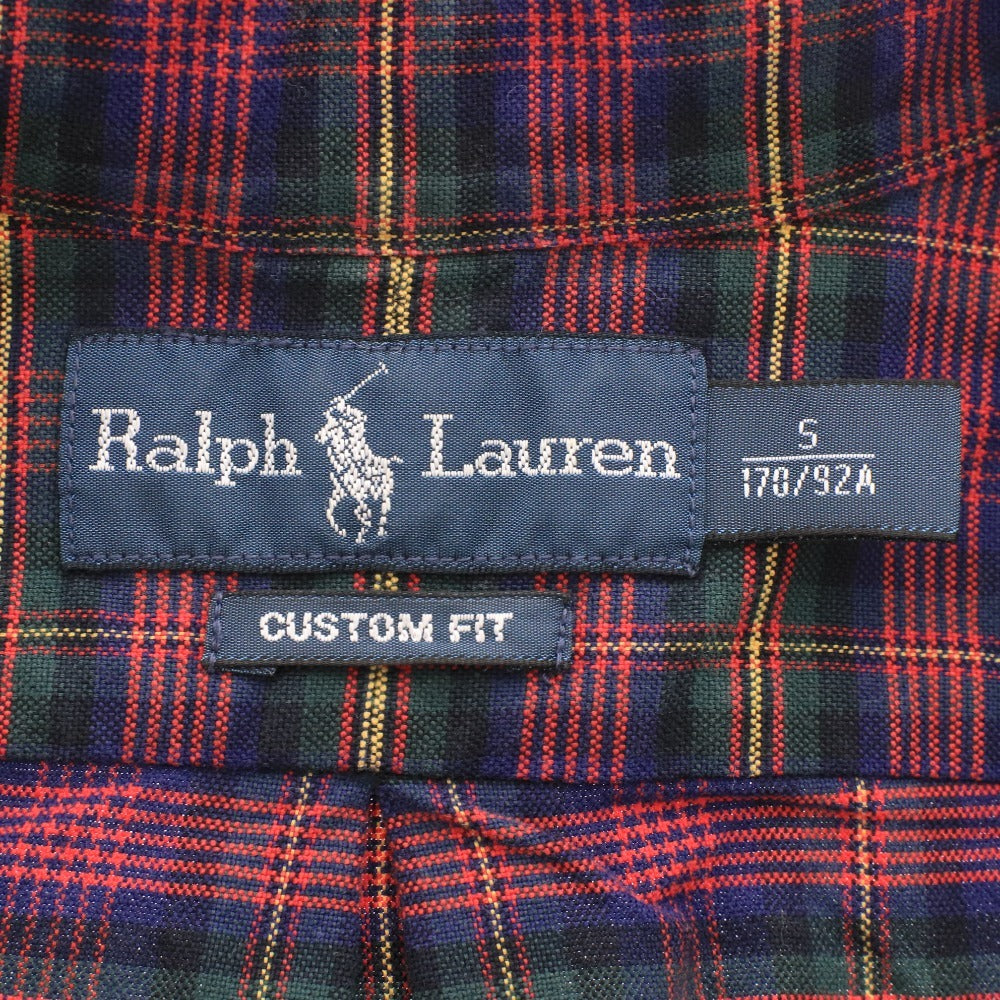 Ralph Lauren
S
170/92A
CUSTOM FIT